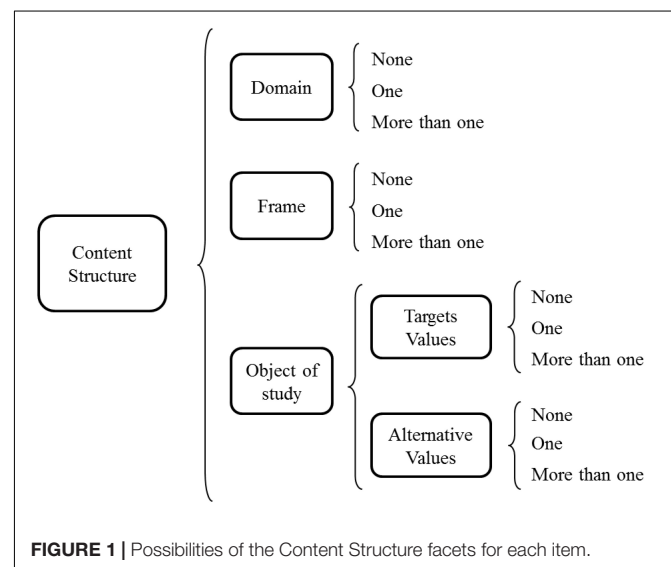 Content
Structure
Domain
None
One
More than one
Frame
None
One
More than one
Object of
study
Targets
Values
None
One
More than one
Alternative
Values
None
One
More than one
FIGURE 1 | Possibilities of the Content Structure facets for each item.